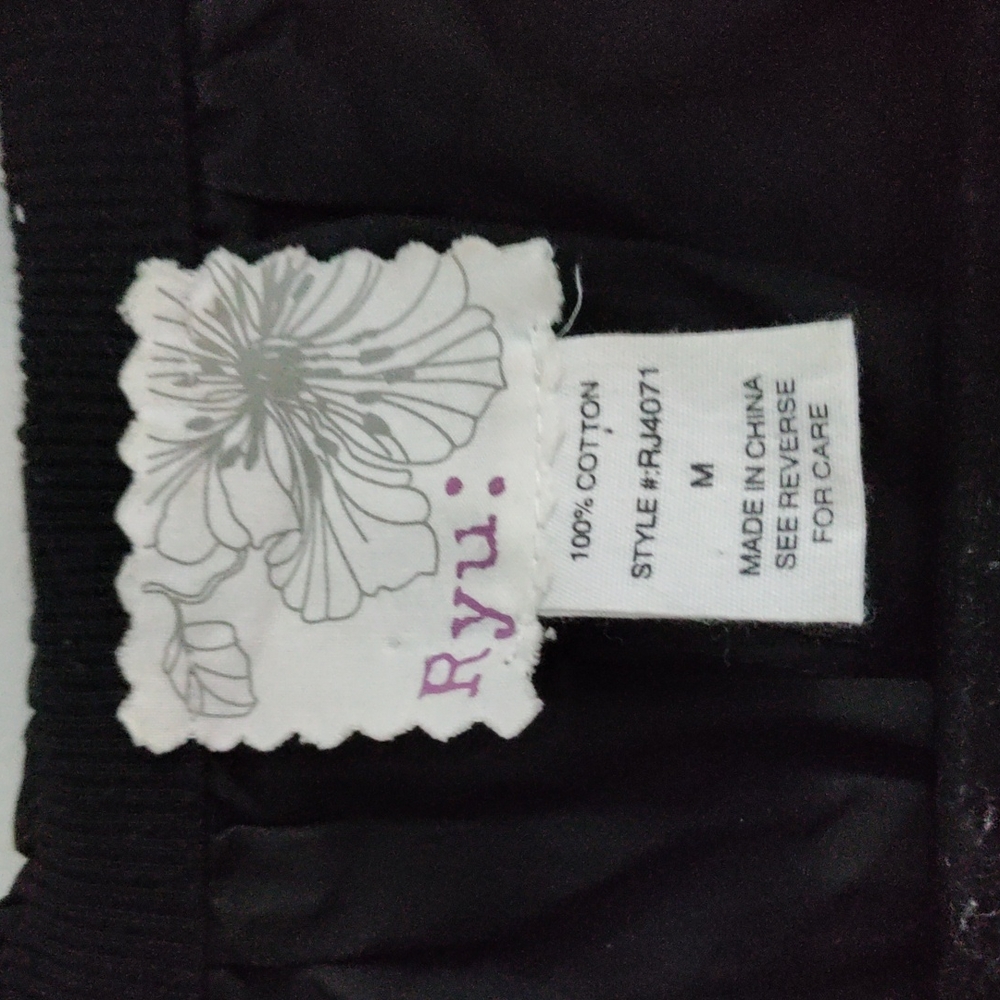 Ryu:
100% COTTON
STYLE #:RJ4071
M
MADE IN CHINA
SEE REVERSE
FOR CARE